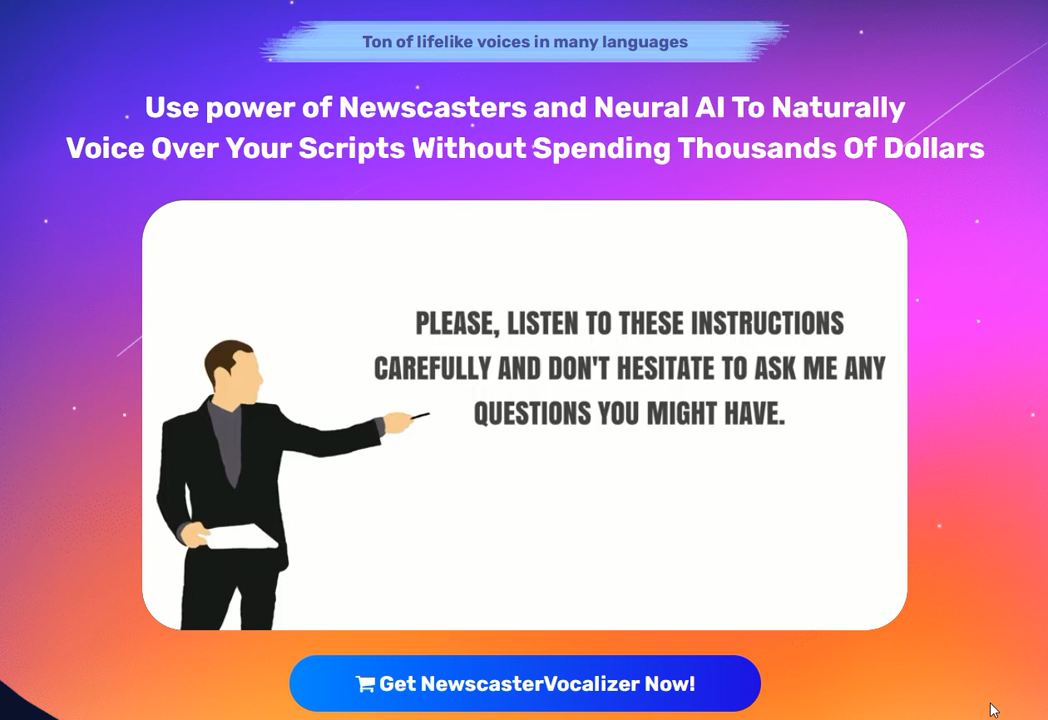 Ton of lifelike voices in many languages
Use power of Newscasters and Neural AI To Naturally
Voice Over Your Scripts Without Spending Thousands Of Dollars
PLEASE, LISTEN TO THESE INSTRUCTIONS
CAREFULLY AND DON'T HESITATE TO ASK ME ANY
QUESTIONS YOU MIGHT HAVE.
Get NewscasterVocalizer Now!